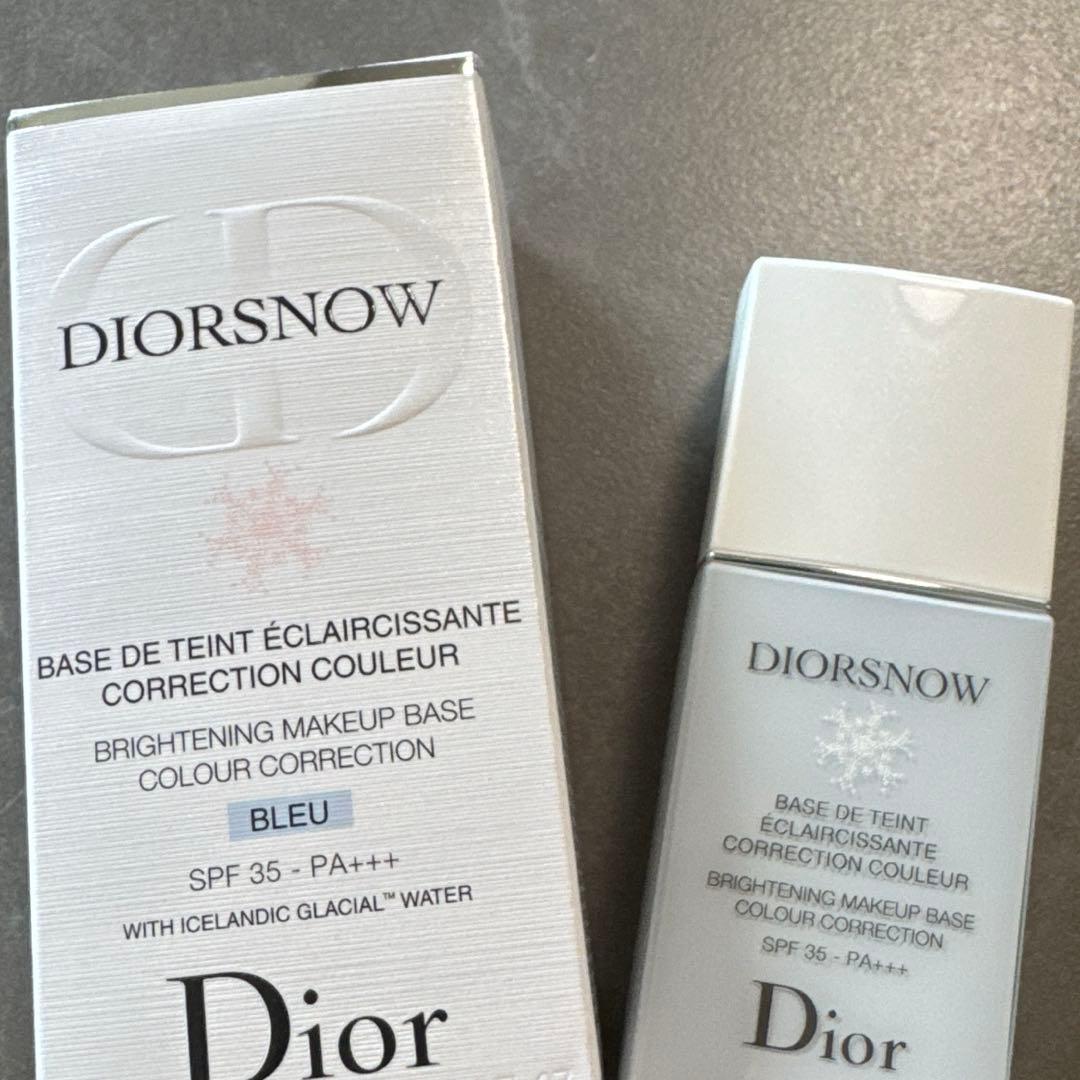 DIORSNOW
BASE DE TEINT ÉCLAIRCISSANTE
CORRECTION COULEUR
BRIGHTENING MAKEUP BASE
COLOUR CORRECTION
BLEU
SPF 35 - PA+++
WITH ICELANDIC GLACIAL™ WATER
Dior
DIORSNOW
BASE DE TEINT
ÉCLAIRCISSANTE
CORRECTION COULEUR
BRIGHTENING MAKEUP BASE
COLOUR CORRECTION
SPF 35 - PA+++
Dior